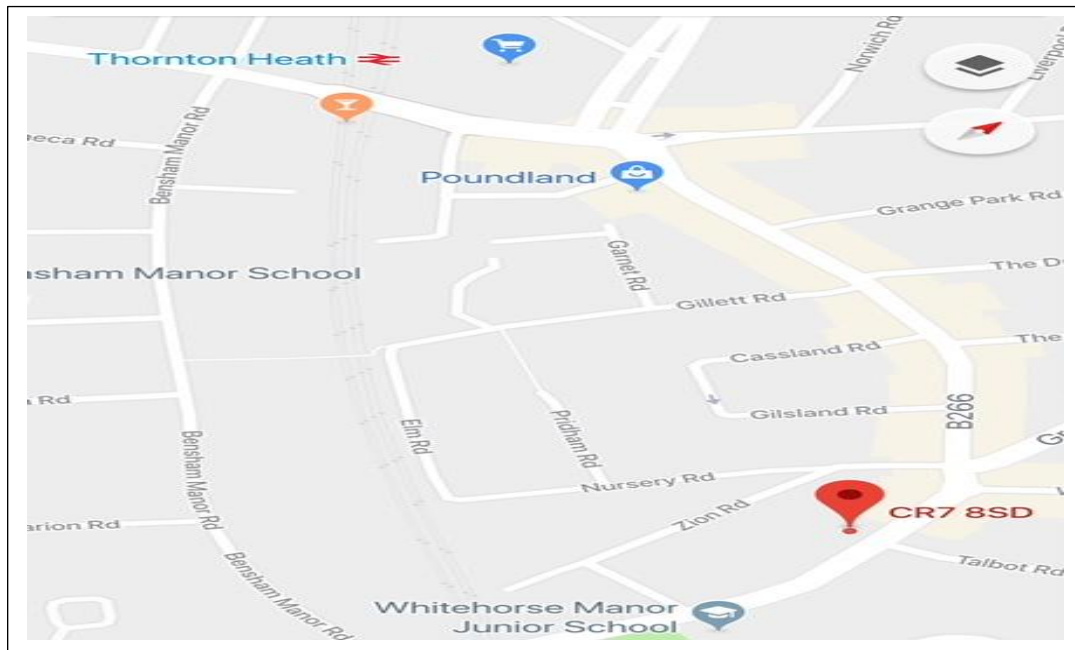 Thornton Heath
Norwich Rd
Liverpool R
Bensham Manor Rd
eca Rd
Poundland
Grange Park Rd
Garnet Rd
asham Manor School
The D
Gillett Rd
The
Cassland Rd
Rd
Gilsland Rd
B266
Elm Rd
Pridham Rd
Bensham Manor Rd
Nursery Rd
Gr
Zion Rd
CR7 8SD
arion Rd
Talbot Rd
Bensham Manor Rd
Whitehorse Manor
Junior School